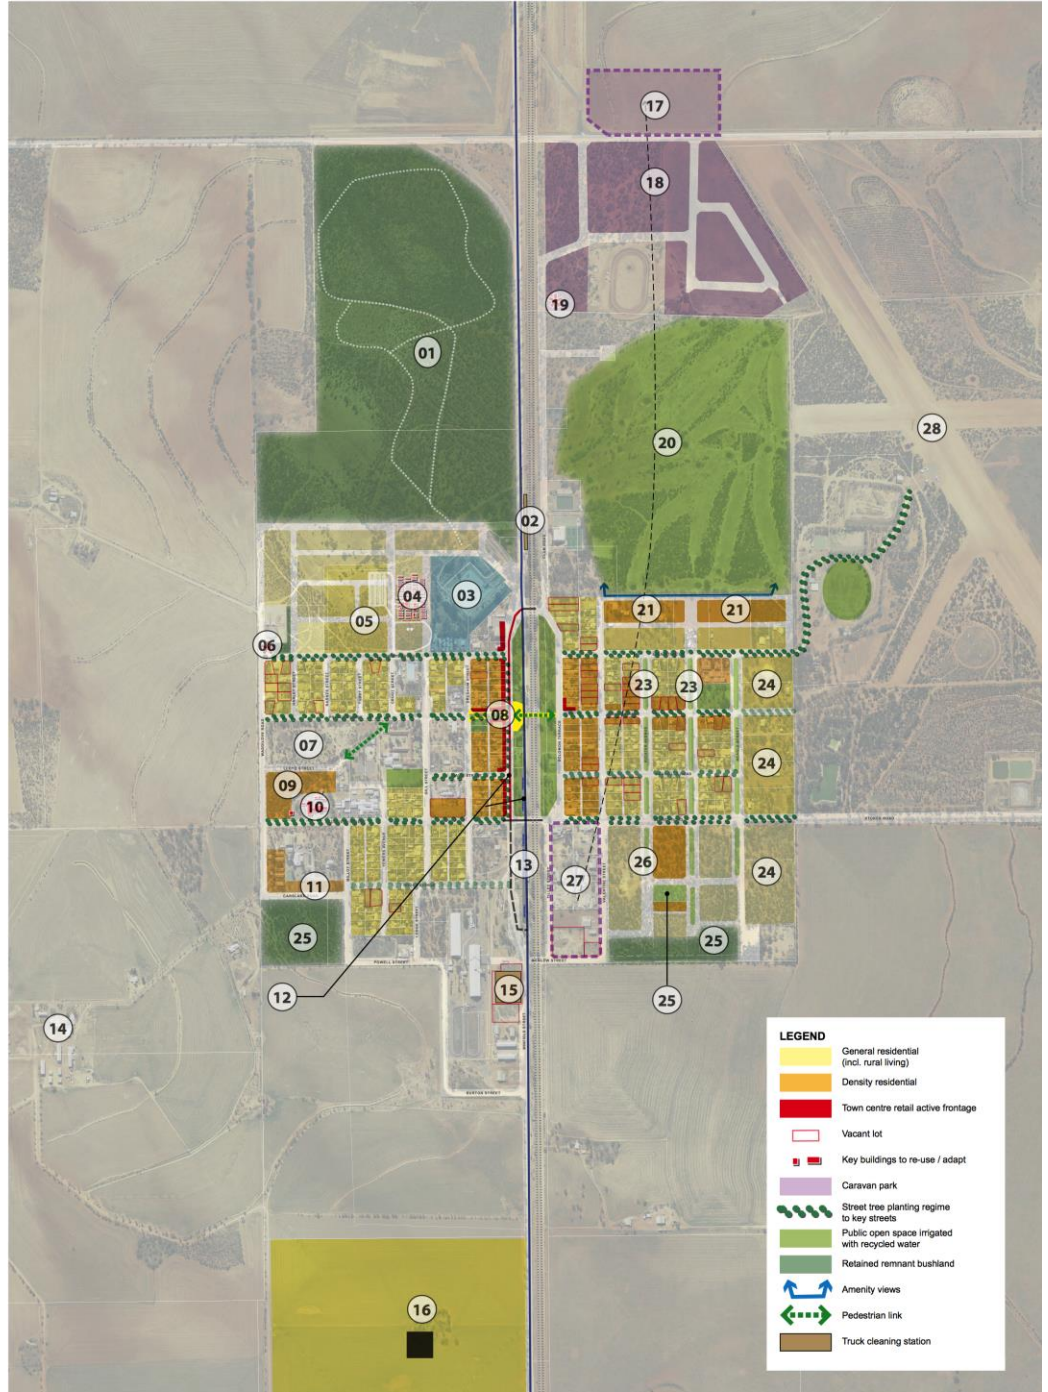 17
18
19
01
20
28
02
03
04
05
06
21
21
23
23
24
08
07
09
10
24
26
24
13
27
11
25
25
POWELL STREET
12
15
25
14
BURTON STREET
16
LEGEND
General residential
(incl. rural living)
Density residential
Town centre retail active frontage
Vacant lot
Key buildings to re-use / adapt
Caravan park
Street tree planting regime
to key streets
Public open space irrigated
with recycled water
Retained remnant bushland
Amenity views
Pedestrian link
Truck cleaning station